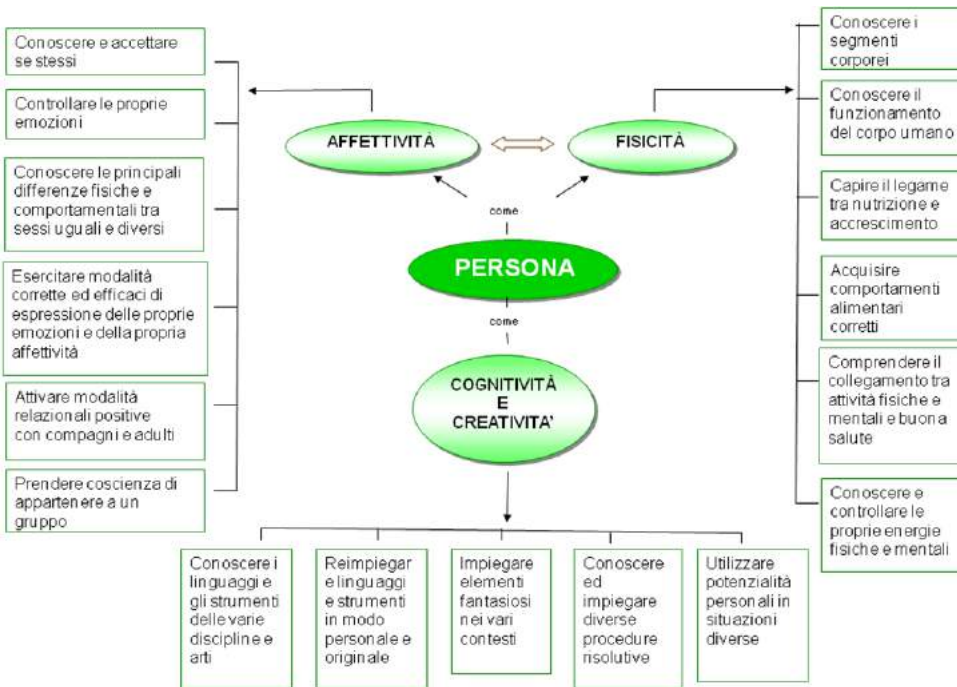 Conoscere e accettare
se stessi
Controllare le proprie
emozioni
Conoscere le principali
differenze fisiche e
comportamentali tra
sessi uguali e diversi
Esercitare modalità
corrette ed efficaci di
espressione delle proprie
emozioni e della propria
affettività
Attivare modalità
relazionali positive
con compagni e adulti
Prendere coscienza di
appartenere a un
gruppo
AFFETTIVITÀ
FISICITÀ
come
PERSONA
come
COGNITIVITÀ
E
CREATIVITA'
Conoscere i
segmenti
corporei
Conoscere il
funzionamento
del corpo umano
Capire il legame
tra nutrizione e
accrescimento
Acquisire
comportamenti
alimentari
corretti
Comprendere il
collegamento tra
attività fisiche e
mentali e buona
salute
Conoscere e
controllare le
proprie energie
fisiche e mentali
Conoscere i
linguaggi e
gli strumenti
delle varie
discipline e
arti
Reimpiegar
e linguaggi
e strumenti
in modo
personale e
originale
Impiegare
elementi
fantasiosi
nei vari
contesti
Conoscere
ed
impiegare
diverse
procedure
risolutive
Utilizzare
potenzialità
personali in
situazioni
diverse